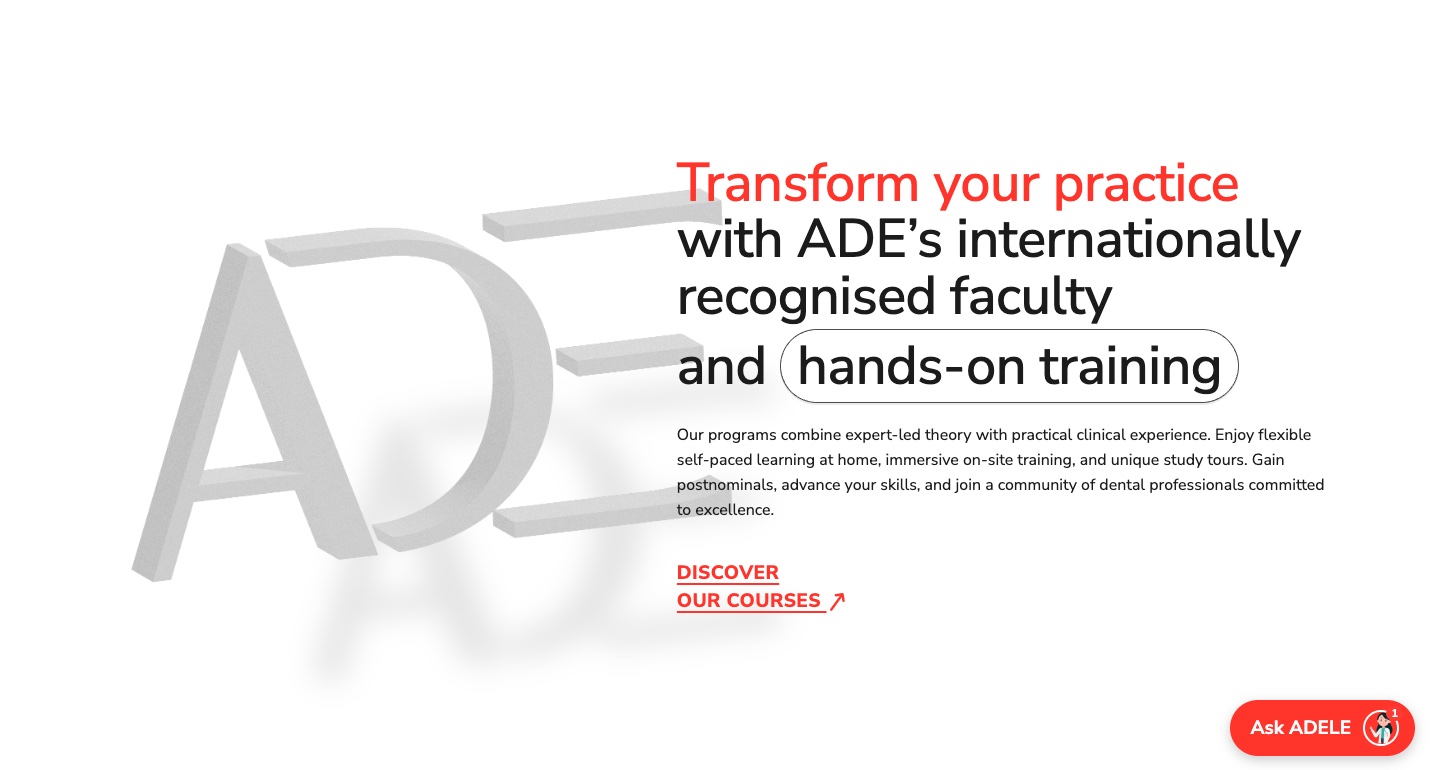 ADE
Transform your practice
with ADE’s internationally
recognised faculty
and hands-on training
Our programs combine expert-led theory with practical clinical experience. Enjoy flexible
self-paced learning at home, immersive on-site training, and unique study tours. Gain
postnominals, advance your skills, and join a community of dental professionals committed
to excellence.
DISCOVER
OUR COURSES
Ask ADELE 1